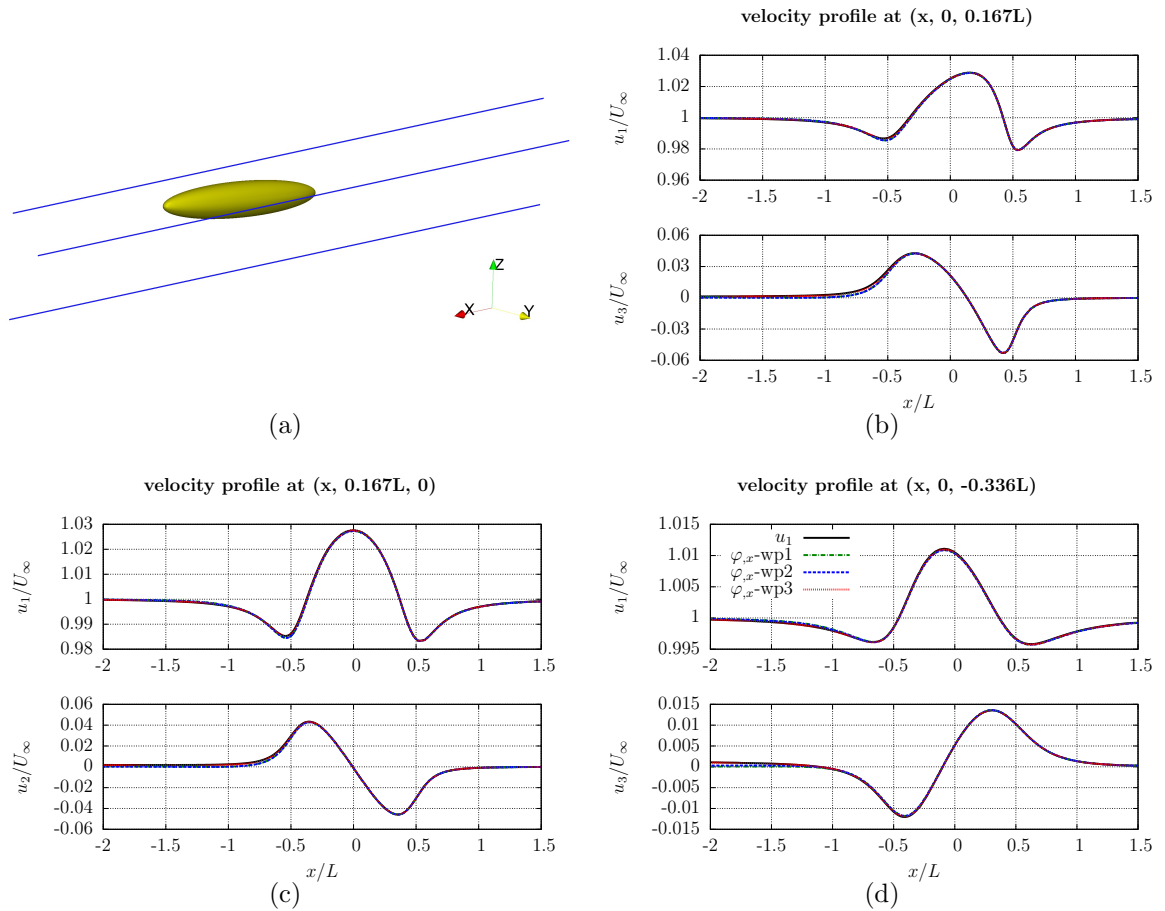 velocity profile at (x, 0, 0.167L)
1.04
1.02
1
0.98
0.96
u₁/U∞
-2 -1.5 -1 -0.5 0 0.5 1 1.5
0.06
0.03
0
-0.03
-0.06
u₃/U∞
-2 -1.5 -1 -0.5 0 0.5 1 1.5
x/L
Z
X
Y
(a)
(b)
velocity profile at (x, 0.167L, 0)
1.03
1.02
1.01
1
0.99
0.98
u₁/U∞
-2 -1.5 -1 -0.5 0 0.5 1 1.5
0.06
0.04
0.02
0
-0.02
-0.04
-0.06
u₂/U∞
-2 -1.5 -1 -0.5 0 0.5 1 1.5
x/L
(c)
velocity profile at (x, 0, -0.336L)
1.015
1.01
1.005
1
0.995
u₁/U∞
u₁
φ,ₓ-wp1
φ,ₓ-wp2
φ,ₓ-wp3
-2 -1.5 -1 -0.5 0 0.5 1 1.5
0.015
0.01
0.005
0
-0.005
-0.01
-0.015
u₃/U∞
-2 -1.5 -1 -0.5 0 0.5 1 1.5
x/L
(d)